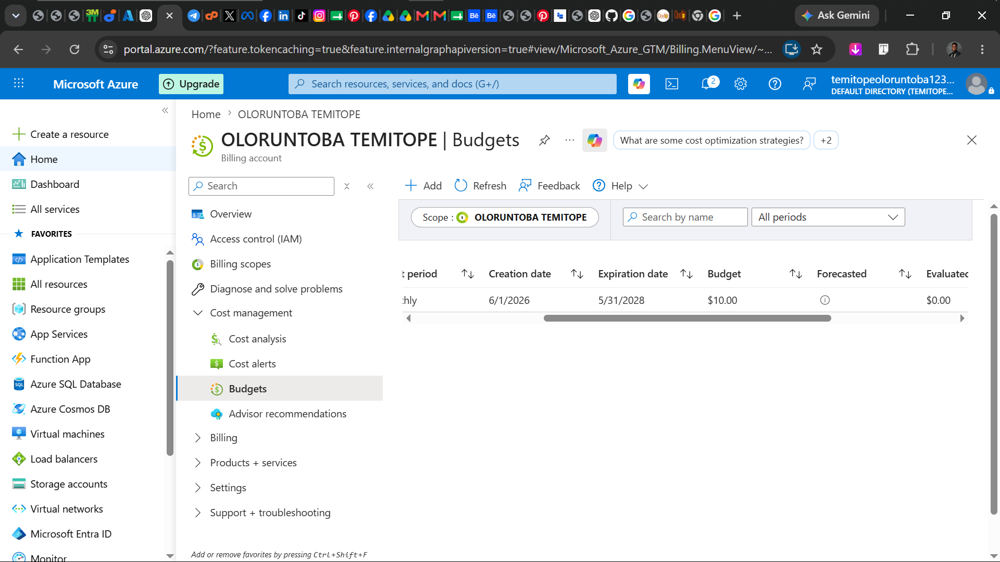 Ask Gemini
portal.azure.com/?feature.tokencaching=true&feature.internalgraphapiversion=true#view/Microsoft_Azure_GTM/Billing.MenuView/~...
Microsoft Azure
Upgrade
Search resources, services, and docs (G+/)
2
temitopeoloruntoba123...
DEFAULT DIRECTORY (TEMITOPE...
Create a resource
Home
Dashboard
All services
FAVORITES
Application Templates
All resources
Resource groups
App Services
Function App
Azure SQL Database
Azure Cosmos DB
Virtual machines
Load balancers
Storage accounts
Virtual networks
Microsoft Entra ID
Monitor
Home > OLORUNTOBA TEMITOPE
OLORUNTOBA TEMITOPE | Budgets
Billing account
What are some cost optimization strategies?
+2
Search
Overview
Access control (IAM)
Billing scopes
Diagnose and solve problems
Cost management
Cost analysis
Cost alerts
Budgets
Advisor recommendations
Billing
Products + services
Settings
Support + troubleshooting
Add or remove favorites by pressing Ctrl+Shift+F
Add
Refresh
Feedback
Help
Scope : OLORUNTOBA TEMITOPE
Search by name
All periods
t period Creation date Expiration date Budget Forecasted Evaluated
thly 6/1/2026 5/31/2028 $10.00 $0.00